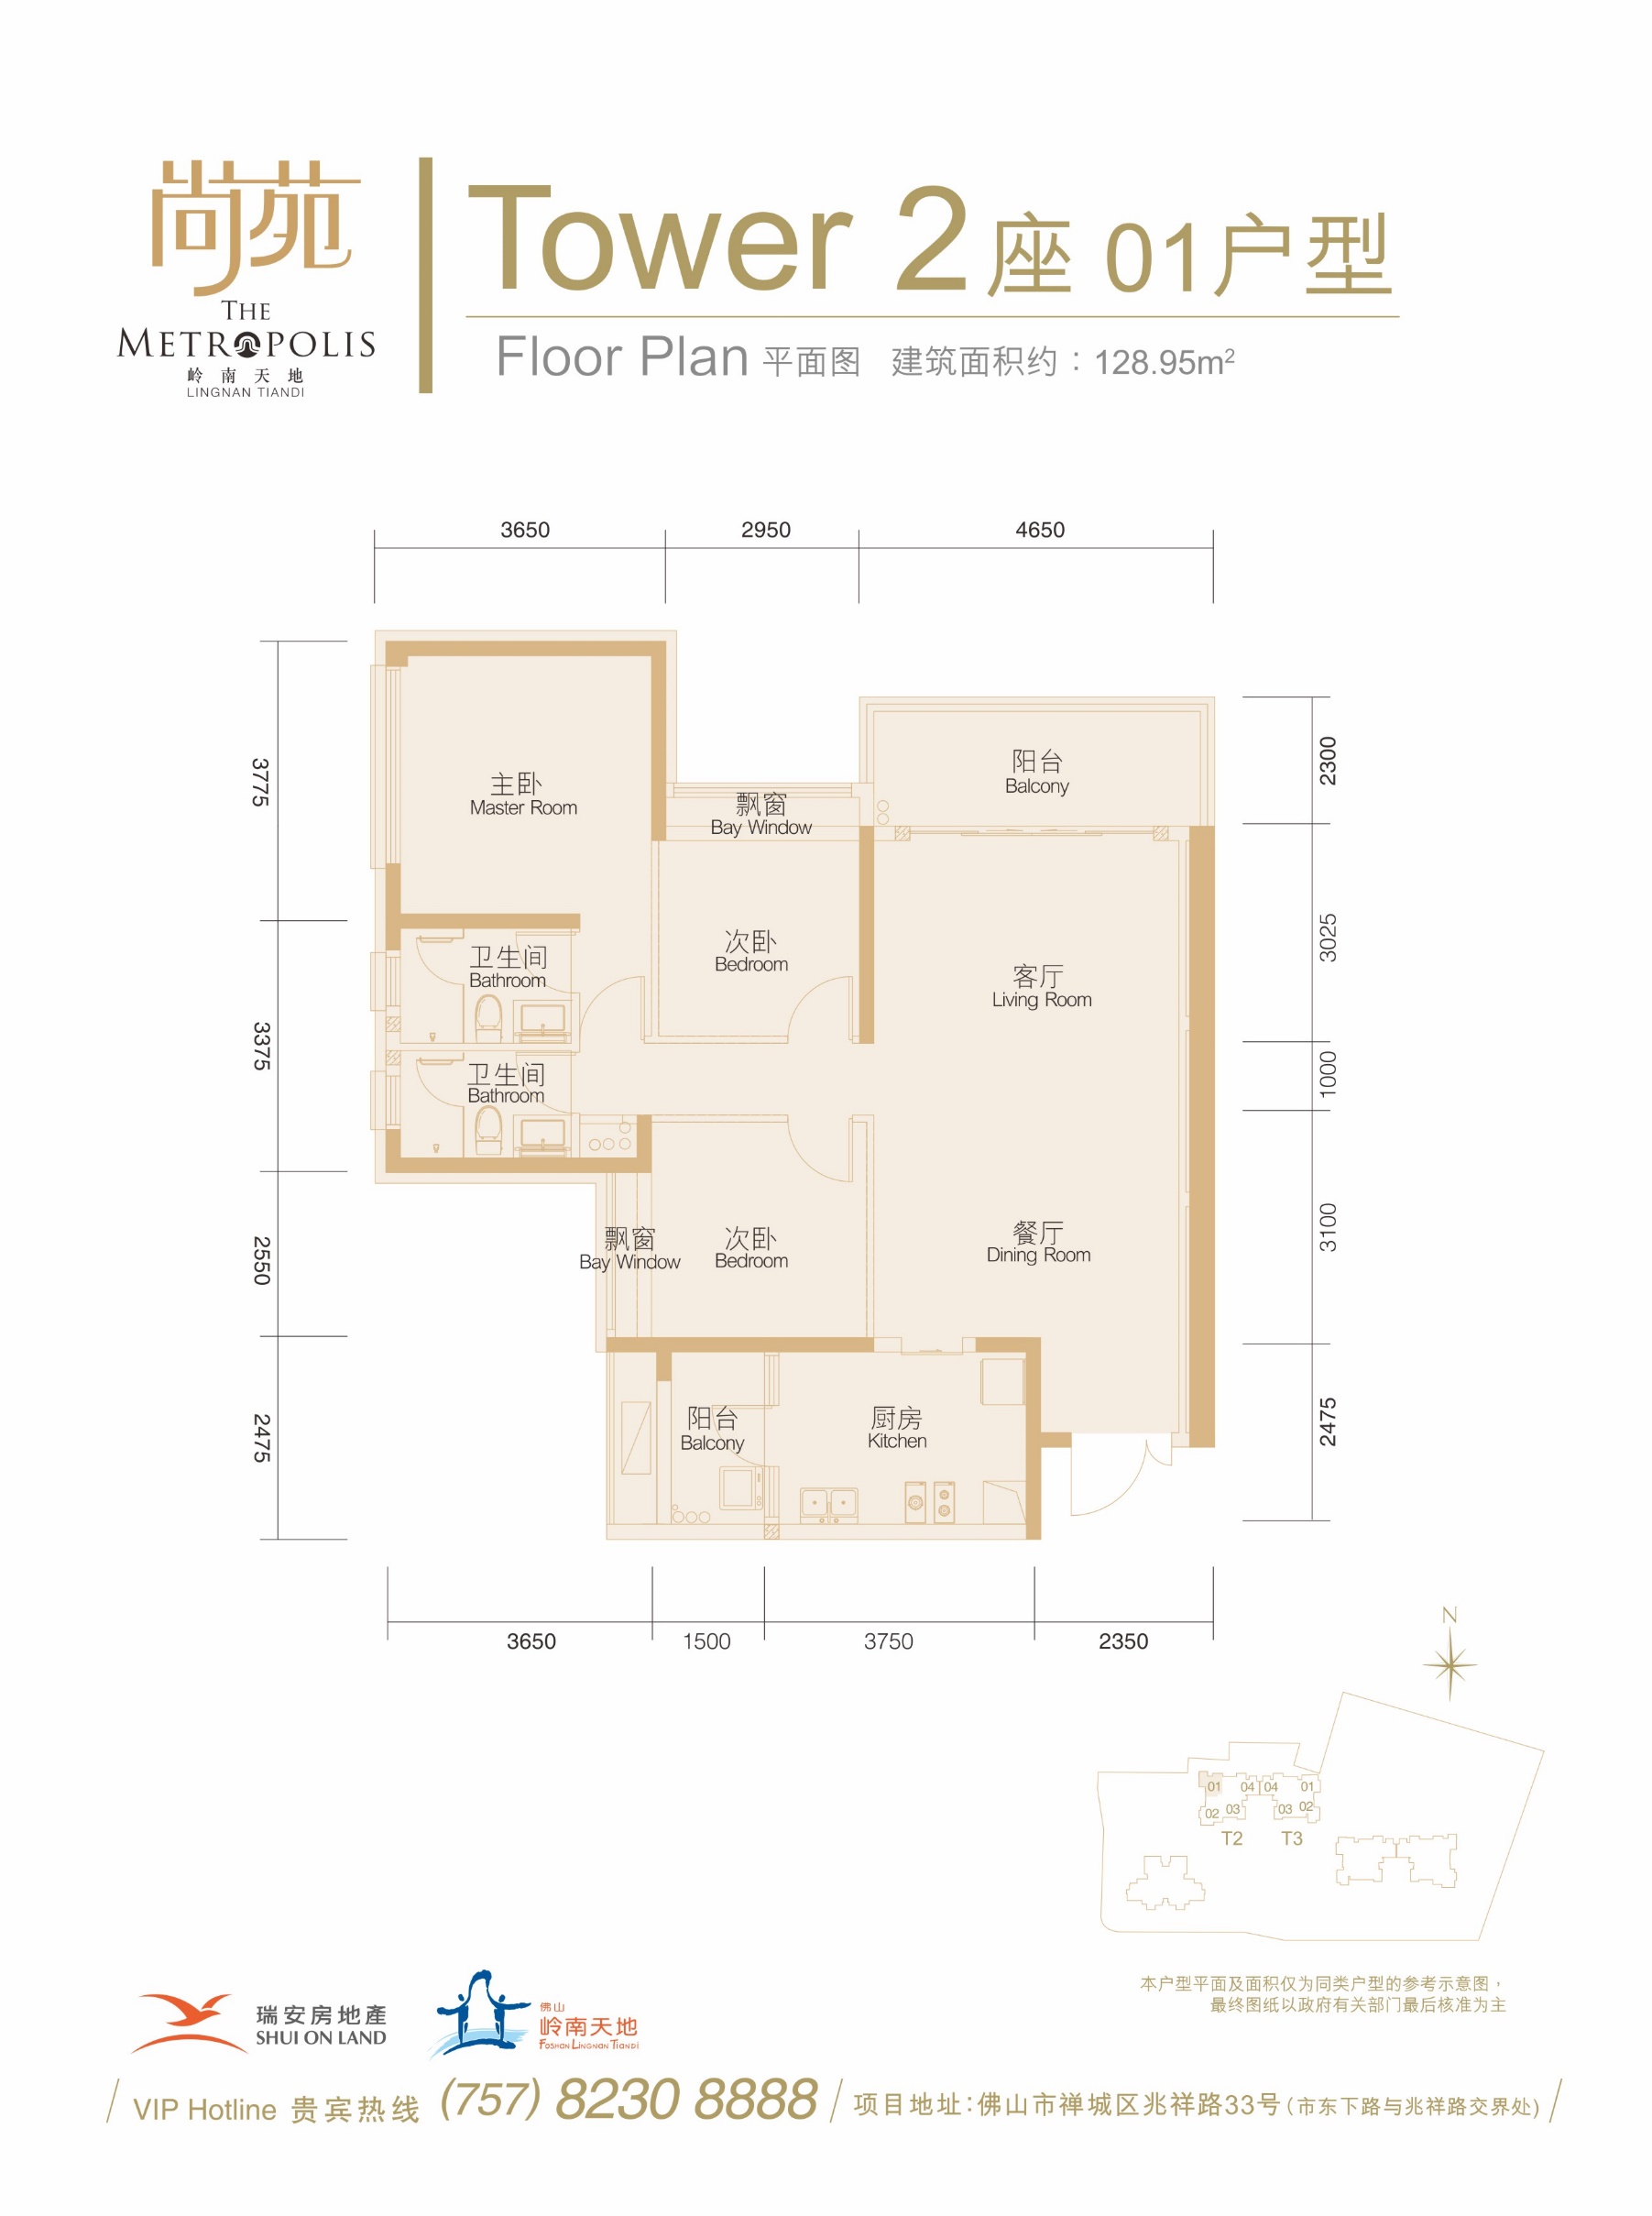 尚苑
THE
METROPOLIS
岭南天地
LINGNAN TIANDI
Tower 2座 01户型
Floor Plan 平面图 建筑面积约：128.95m²
3650 2950 4650
3775
3375
2550
2475
2300
3025
1000
3100
2475
主卧
Master Room
飘窗
Bay Window
阳台
Balcony
卫生间
Bathroom
次卧
Bedroom
客厅
Living Room
卫生间
Bathroom
飘窗
Bay Window
次卧
Bedroom
餐厅
Dining Room
阳台
Balcony
厨房
Kitchen
3650 1500 3750 2350
N
01 04 04 01
02 03 03 02
T2 T3
本户型平面及面积仅为同类户型的参考示意图，
最终图纸以政府有关部门最后核准为主
瑞安房地產
SHUI ON LAND
佛山
岭南天地
FOSHAN LINGNAN TIANDI
VIP Hotline 贵宾热线 (757) 8230 8888 / 项目地址：佛山市禅城区兆祥路33号（市东下路与兆祥路交界处）